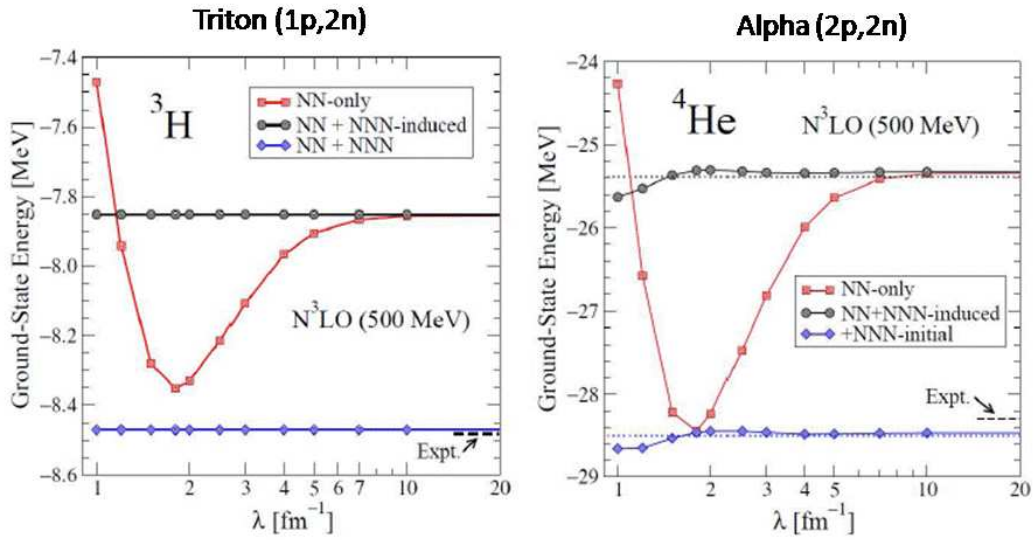 Triton (1p,2n)
−7.4
−7.6
−7.8
−8.0
−8.2
−8.4
−8.6
Ground-State Energy [MeV]
³H
NN-only
NN + NNN-induced
NN + NNN
N³LO (500 MeV)
Expt.
1 2 3 4 5 6 7 10 20
λ [fm⁻¹]
Alpha (2p,2n)
−24
−25
−26
−27
−28
−29
Ground-State Energy [MeV]
⁴He
N³LO (500 MeV)
NN-only
NN+NNN-induced
+NNN-initial
Expt.
1 2 3 4 5 7 10 20
λ [fm⁻¹]